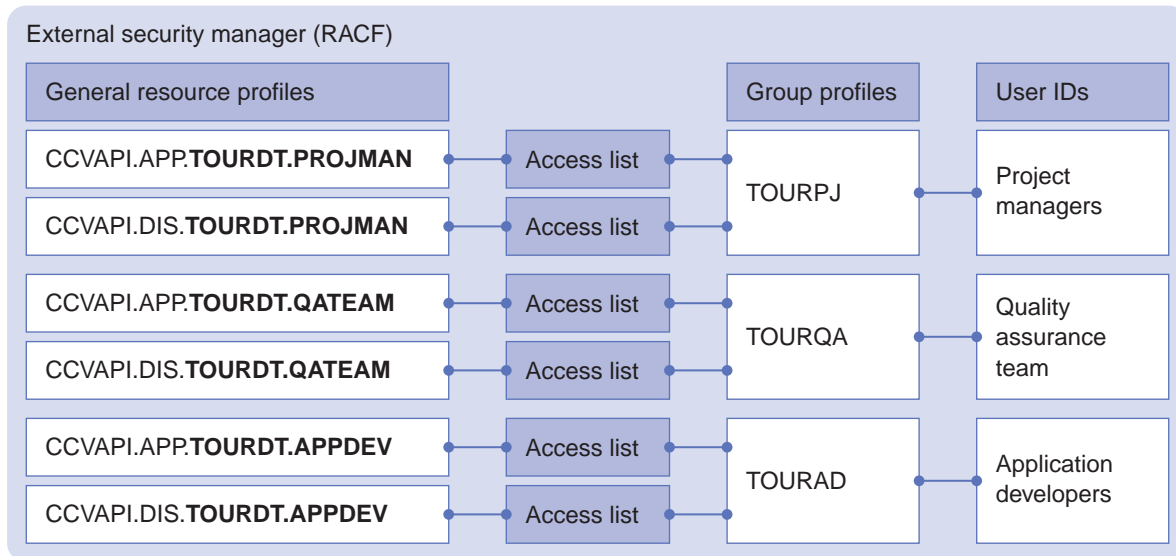 External security manager (RACF)
General resource profiles
Group profiles
User IDs
CCVAPI.APP.TOURDT.PROJMAN
Access list
CCVAPI.DIS.TOURDT.PROJMAN
Access list
TOURPJ
Project
managers
CCVAPI.APP.TOURDT.QATEAM
Access list
CCVAPI.DIS.TOURDT.QATEAM
Access list
TOURQA
Quality
assurance
team
CCVAPI.APP.TOURDT.APPDEV
Access list
CCVAPI.DIS.TOURDT.APPDEV
Access list
TOURAD
Application
developers